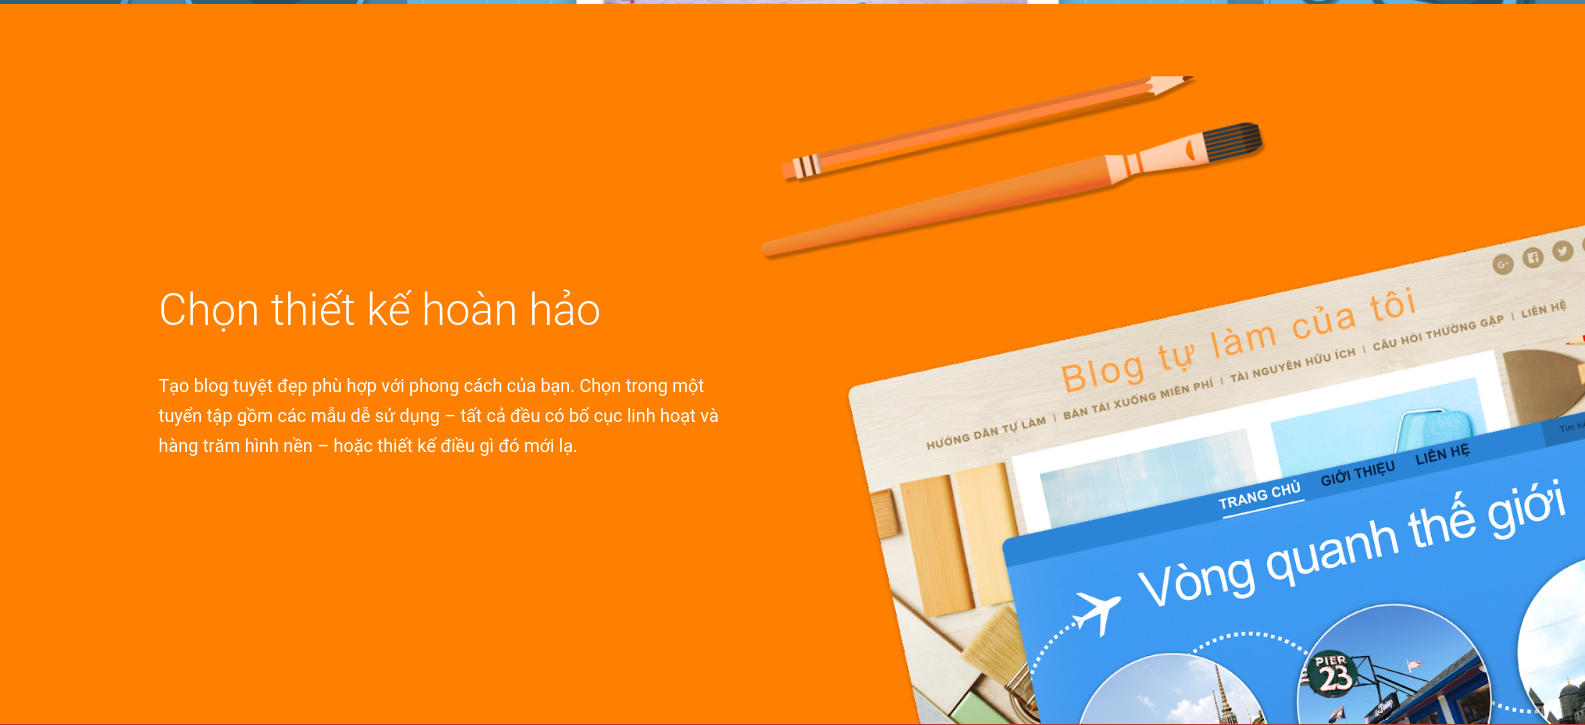 Chọn thiết kế hoàn hảo
Tạo blog tuyệt đẹp phù hợp với phong cách của bạn. Chọn trong một
tuyển tập gồm các mẫu dễ sử dụng – tất cả đều có bố cục linh hoạt và
hàng trăm hình nền – hoặc thiết kế điều gì đó mới lạ.
Blog tự làm của tôi
HƯỚNG DẪN TỰ LÀM | BẢN TẢI XUỐNG MIỄN PHÍ | TÀI NGUYÊN HỮU ÍCH | CÂU HỎI THƯỜNG GẶP | LIÊN HỆ
TRANG CHỦ GIỚI THIỆU LIÊN HỆ
Vòng quanh thế giới
PIER
23